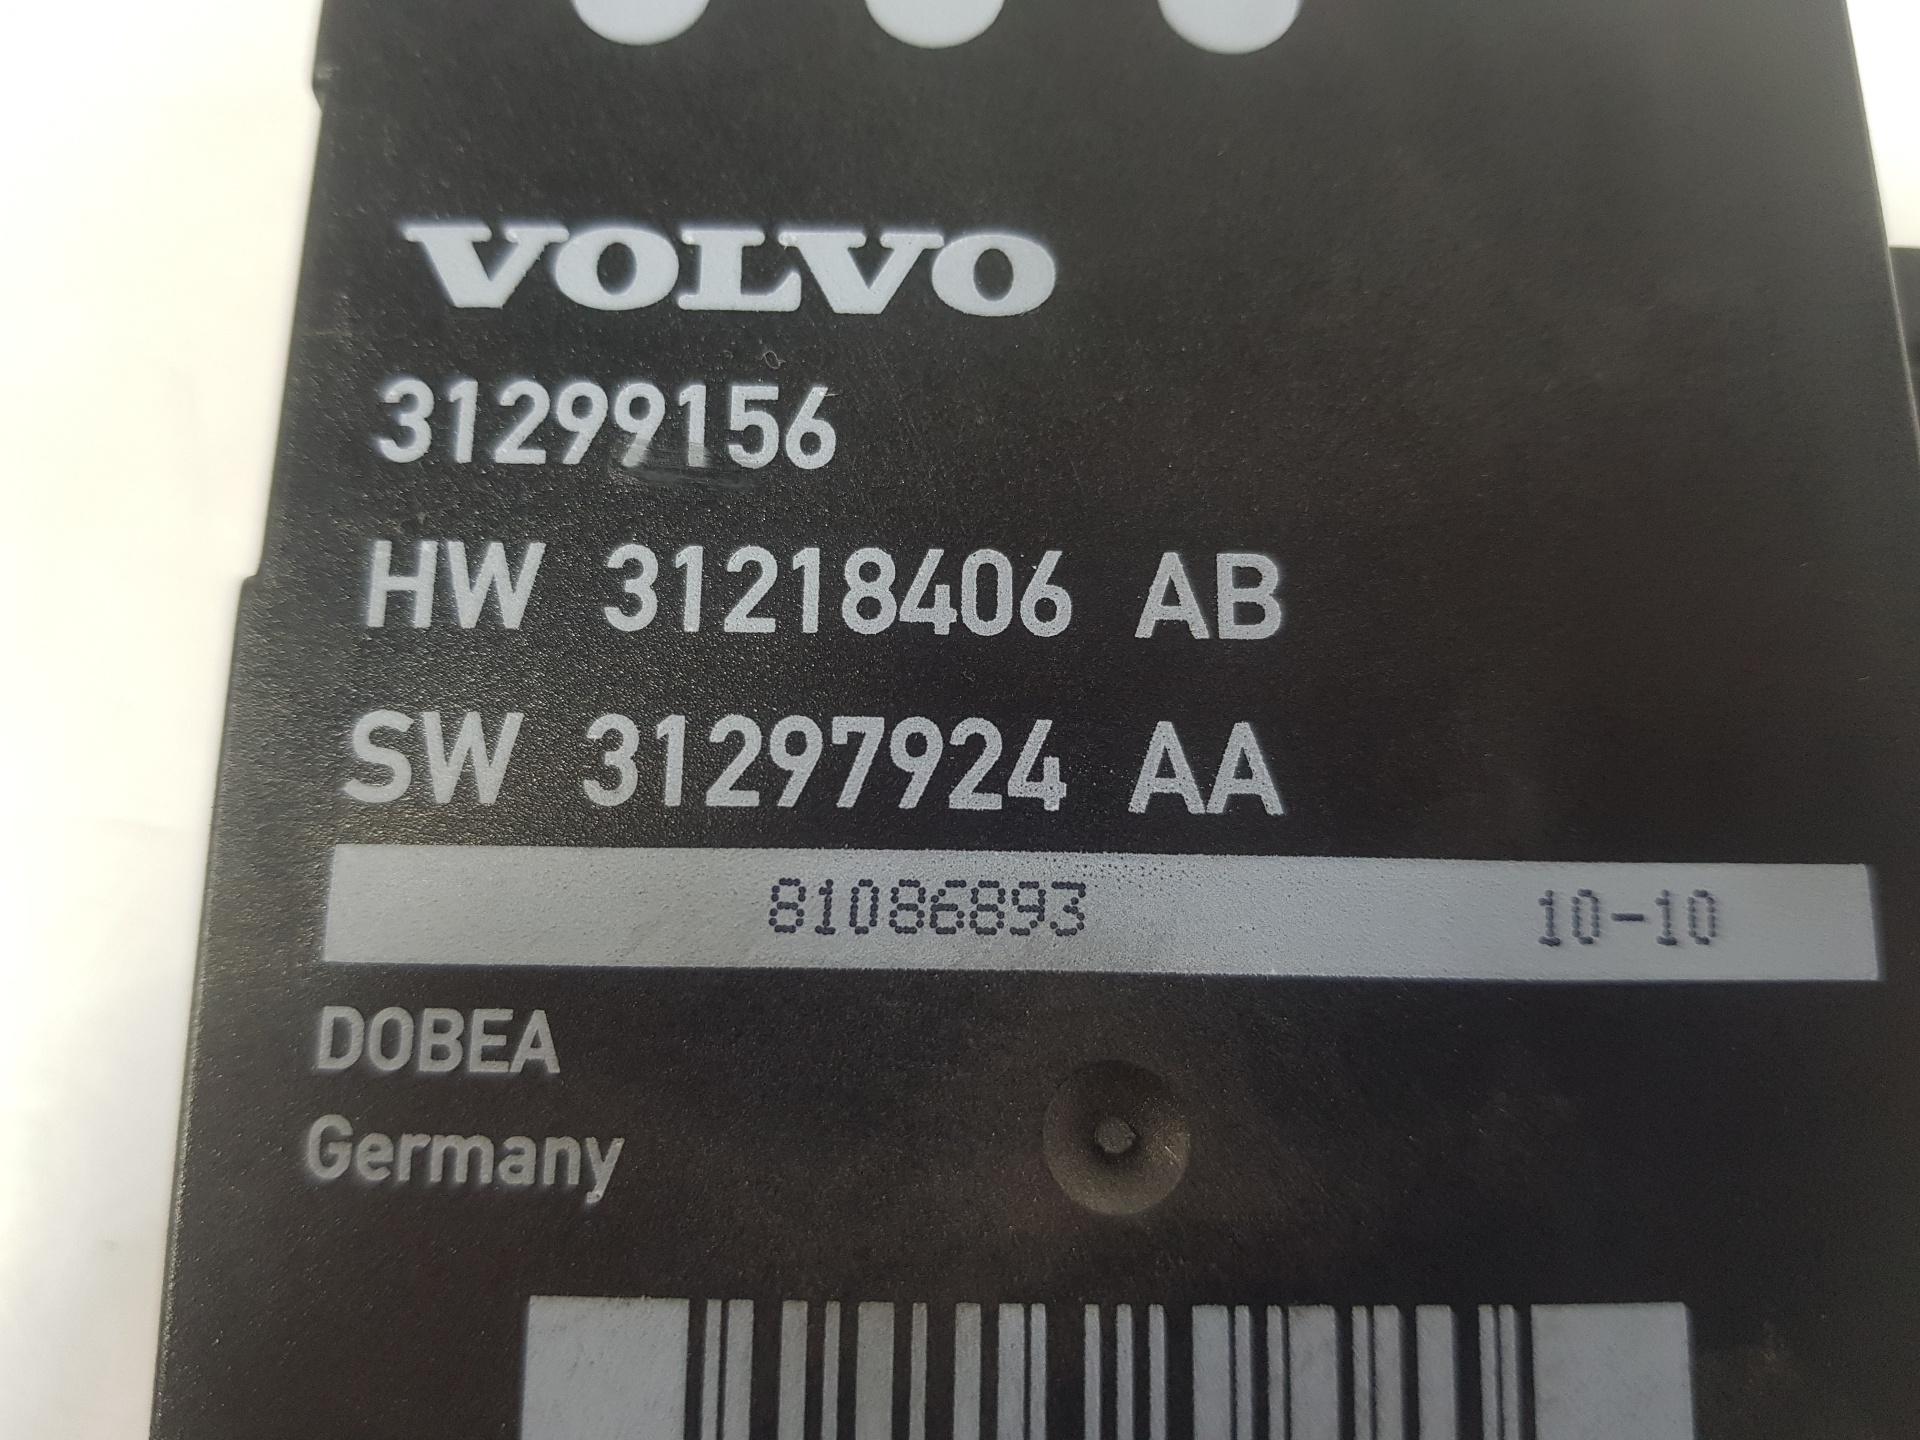 VOLVO
31299156
HW 31218406 AB
SW 31297924 AA
81086893 10-10
DOBEA
Germany